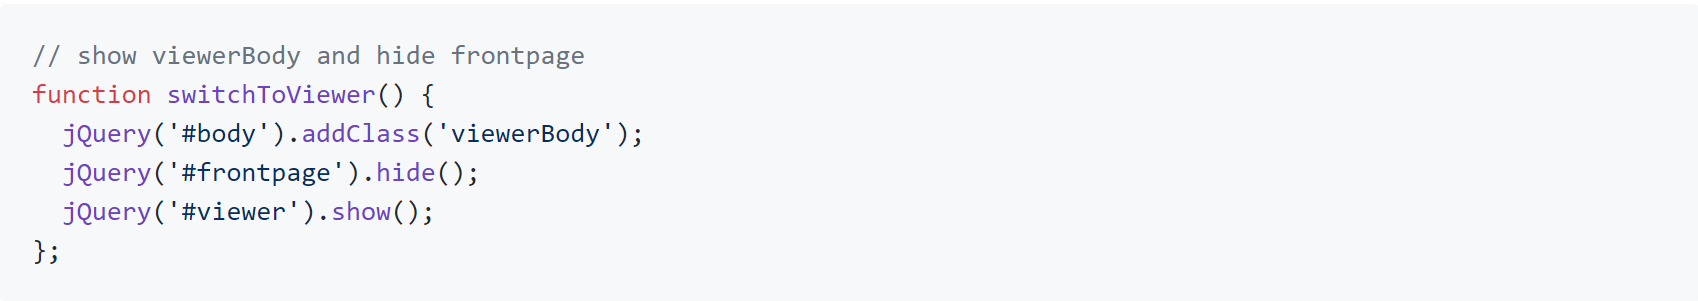 // show viewerBody and hide frontpage
function switchToViewer() {
  jQuery('#body').addClass('viewerBody');
  jQuery('#frontpage').hide();
  jQuery('#viewer').show();
};